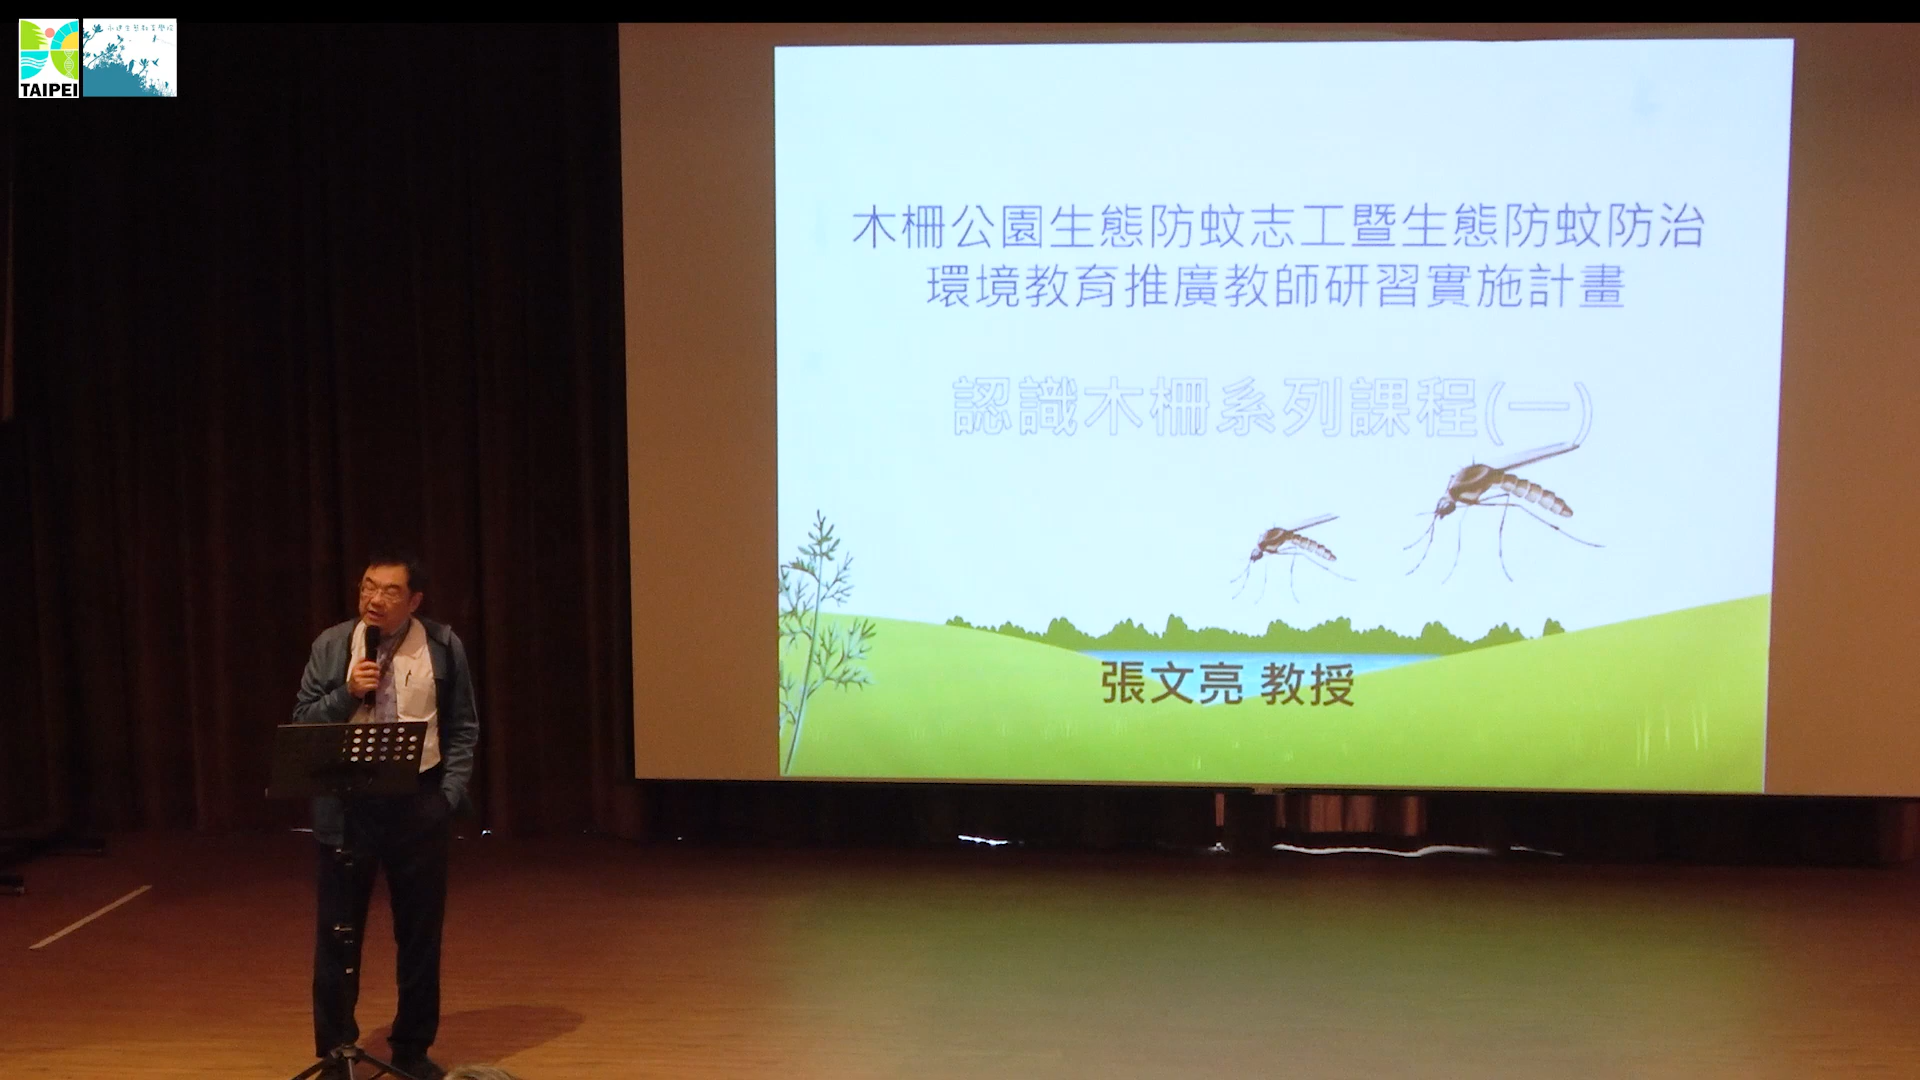 TAIPEI
木柵公園生態防蚊志工暨生態防蚊防治
環境教育推廣教師研習實施計畫
認識木柵系列課程(一)
張文亮 教授